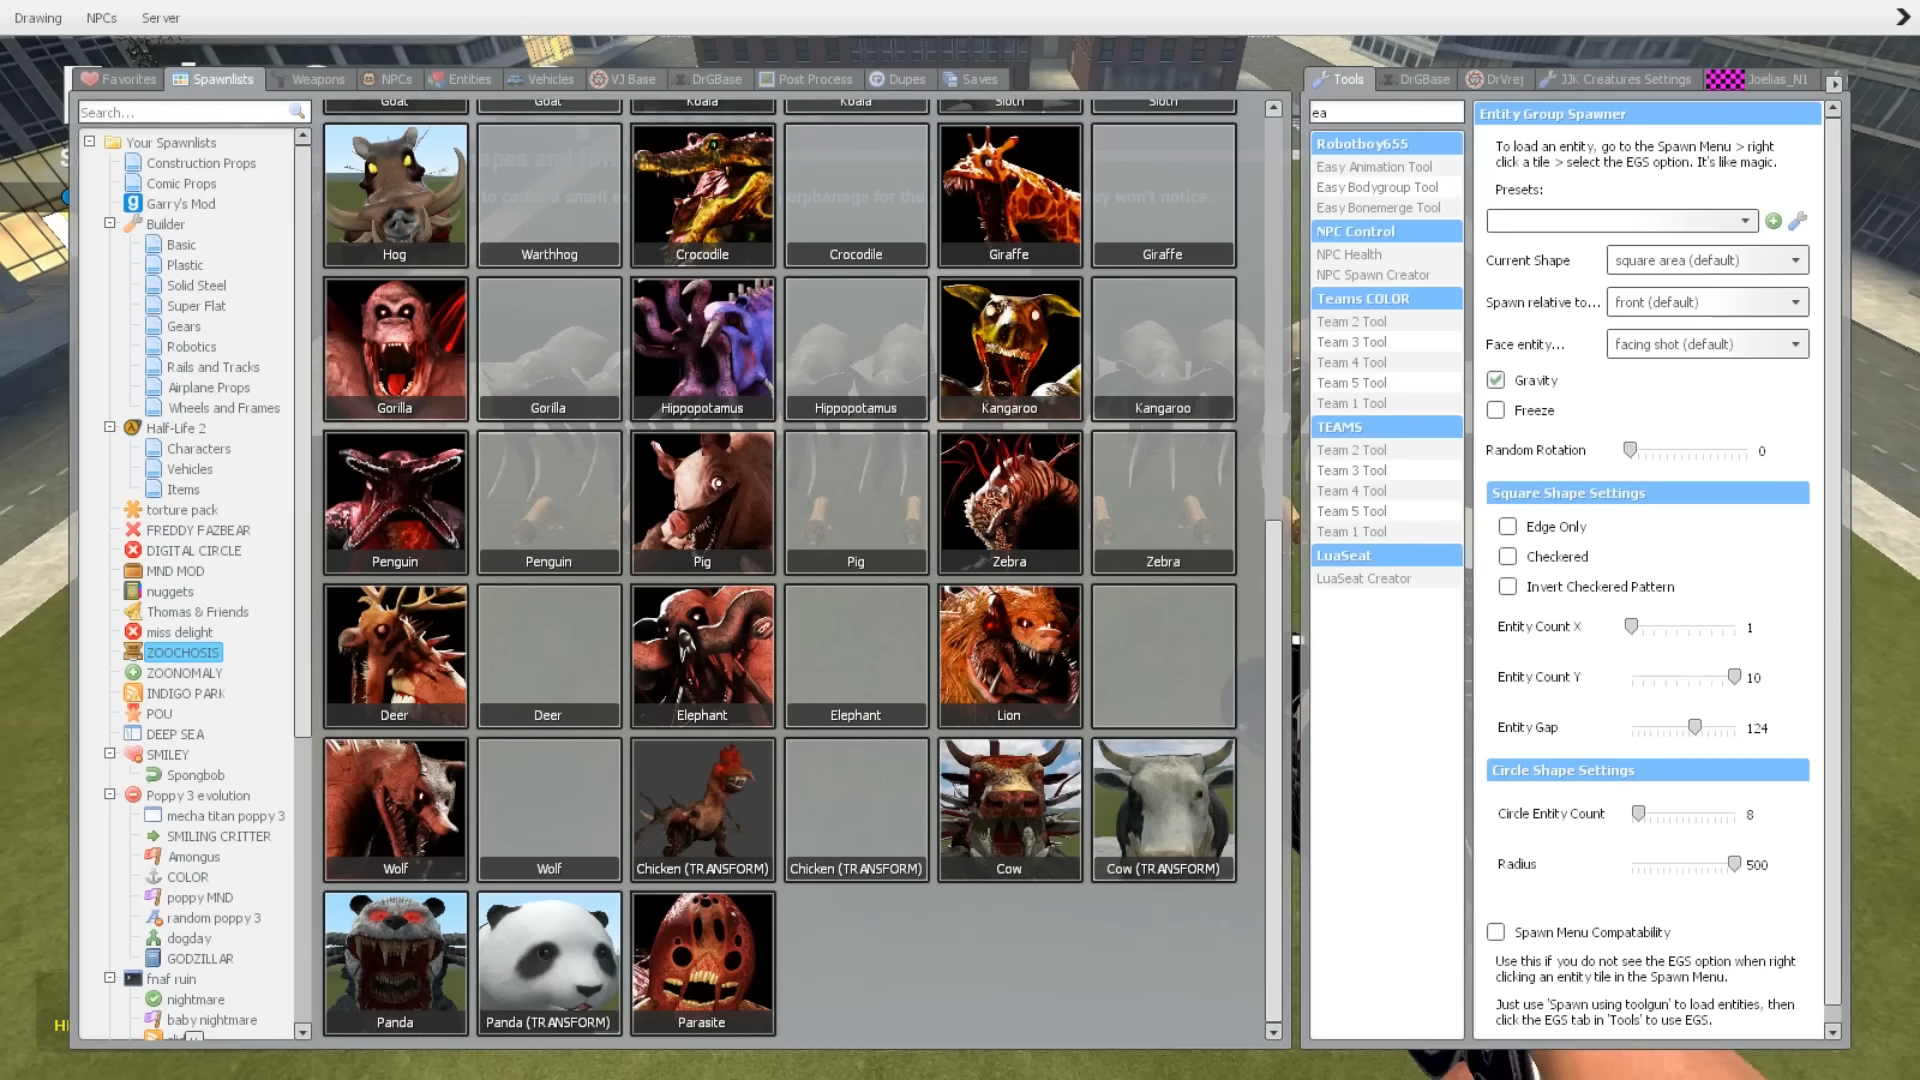 Drawing NPCs Server
Favorites Spawnlists Weapons NPCs Entities Vehicles VJ Base DrGBase Post Process Dupes Saves
Search...
Your Spawnlists
Construction Props
Comic Props
Garry's Mod
Builder
Basic
Plastic
Solid Steel
Super Flat
Gears
Robotics
Rails and Tracks
Airplane Props
Wheels and Frames
Half-Life 2
Characters
Vehicles
Items
torture pack
FREDDY FAZBEAR
DIGITAL CIRCLE
MND MOD
nuggets
Thomas & Friends
miss delight
ZOOCHOSIS
ZOONOMALY
INDIGO PARK
POU
DEEP SEA
SMILEY
Spongbob
Poppy 3 evolution
mecha titan poppy 3
SMILING CRITTER
Amongus
COLOR
poppy MND
random poppy 3
dogday
GODZILLAR
fnaf ruin
nightmare
baby nightmare
Goat Goat Koala Koala Sloth Sloth
Hog Warthhog Crocodile Crocodile Giraffe Giraffe
Gorilla Gorilla Hippopotamus Hippopotamus Kangaroo Kangaroo
Penguin Penguin Pig Pig Zebra Zebra
Deer Deer Elephant Elephant Lion
Wolf Wolf Chicken (TRANSFORM) Chicken (TRANSFORM) Cow Cow (TRANSFORM)
Panda Panda (TRANSFORM) Parasite
Tools DrGBase DrVrej JJK Creatures Settings Joelias_N1
ea
Robotboy655
Easy Animation Tool
Easy Bodygroup Tool
Easy Bonemerge Tool
NPC Control
NPC Health
NPC Spawn Creator
Teams COLOR
Team 2 Tool
Team 3 Tool
Team 4 Tool
Team 5 Tool
Team 1 Tool
TEAMS
Team 2 Tool
Team 3 Tool
Team 4 Tool
Team 5 Tool
Team 1 Tool
LuaSeat
LuaSeat Creator
Entity Group Spawner
To load an entity, go to the Spawn Menu > right
click a tile > select the EGS option. It's like magic.
Presets:
Current Shape square area (default)
Spawn relative to... front (default)
Face entity... facing shot (default)
Gravity
Freeze
Random Rotation 0
Square Shape Settings
Edge Only
Checkered
Invert Checkered Pattern
Entity Count X 1
Entity Count Y 10
Entity Gap 124
Circle Shape Settings
Circle Entity Count 8
Radius 500
Spawn Menu Compatability
Use this if you do not see the EGS option when right
clicking an entity tile in the Spawn Menu.
Just use 'Spawn using toolgun' to load entities, then
click the EGS tab in 'Tools' to use EGS.